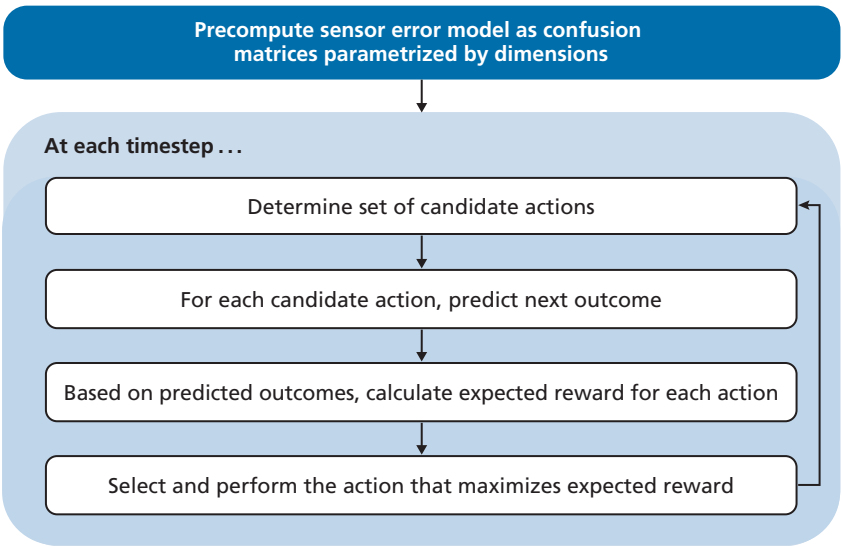 Precompute sensor error model as confusion
matrices parametrized by dimensions
At each timestep . . .
Determine set of candidate actions
For each candidate action, predict next outcome
Based on predicted outcomes, calculate expected reward for each action
Select and perform the action that maximizes expected reward